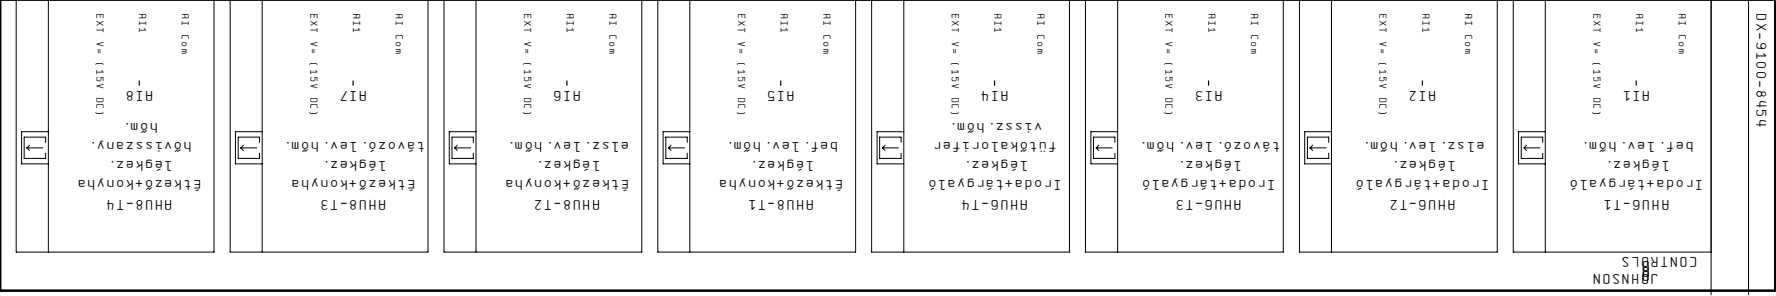 DX-9100-8454
JOHNSON
CONTROLS
AHU6-T1
Iroda+tárgyaló
légkez.
bef.lev.hőm.
AI1
-
EXT V= (15V DC)
AI1
AI Com
AHU6-T2
Iroda+tárgyaló
légkez.
elsz.lev.hőm.
AI2
-
EXT V= (15V DC)
AI1
AI Com
AHU6-T3
Iroda+tárgyaló
légkez.
távozó.lev.hőm.
AI3
-
EXT V= (15V DC)
AI1
AI Com
AHU6-T4
Iroda+tárgyaló
légkez.
fűtőkalorifer
vissz.hőm.
AI4
-
EXT V= (15V DC)
AI1
AI Com
AHU8-T1
Étkező+konyha
légkez.
bef.lev.hőm.
AI5
-
EXT V= (15V DC)
AI1
AI Com
AHU8-T2
Étkező+konyha
légkez.
elsz.lev.hőm.
AI6
-
EXT V= (15V DC)
AI1
AI Com
AHU8-T3
Étkező+konyha
légkez.
távozó.lev.hőm.
AI7
-
EXT V= (15V DC)
AI1
AI Com
AHU8-T4
Étkező+konyha
légkez.
hővisszany.
hőm.
AI8
-
EXT V= (15V DC)
AI1
AI Com